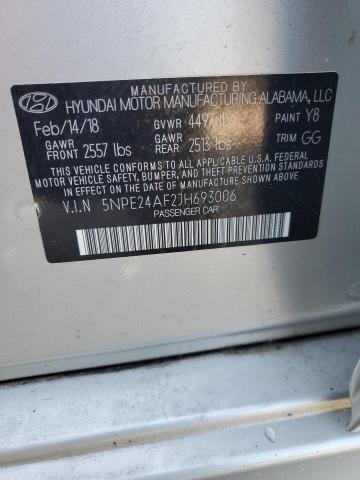 MANUFACTURED BY
HYUNDAI MOTOR MANUFACTURING ALABAMA, LLC
Feb/14/18 GVWR 4497 lbs PAINT Y8
GAWR FRONT 2557 lbs GAWR REAR 2513 lbs TRIM GG
THIS VEHICLE CONFORMS TO ALL APPLICABLE U.S.A. FEDERAL
MOTOR VEHICLE SAFETY, BUMPER, AND THEFT PREVENTION STANDARDS
IN EFFECT ON THE DATE OF MANUFACTURE SHOWN ABOVE.
V.I.N 5NPE24AF2JH693006
PASSENGER CAR